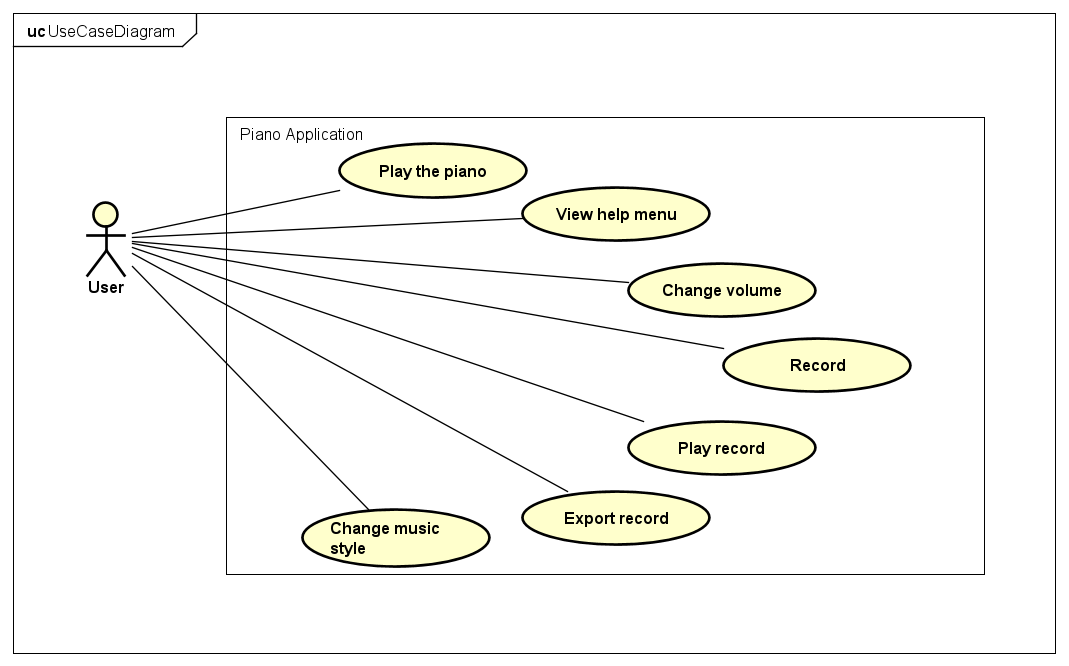 uc UseCaseDiagram
Piano Application
Play the piano
View help menu
User
Change volume
Record
Play record
Export record
Change music
style